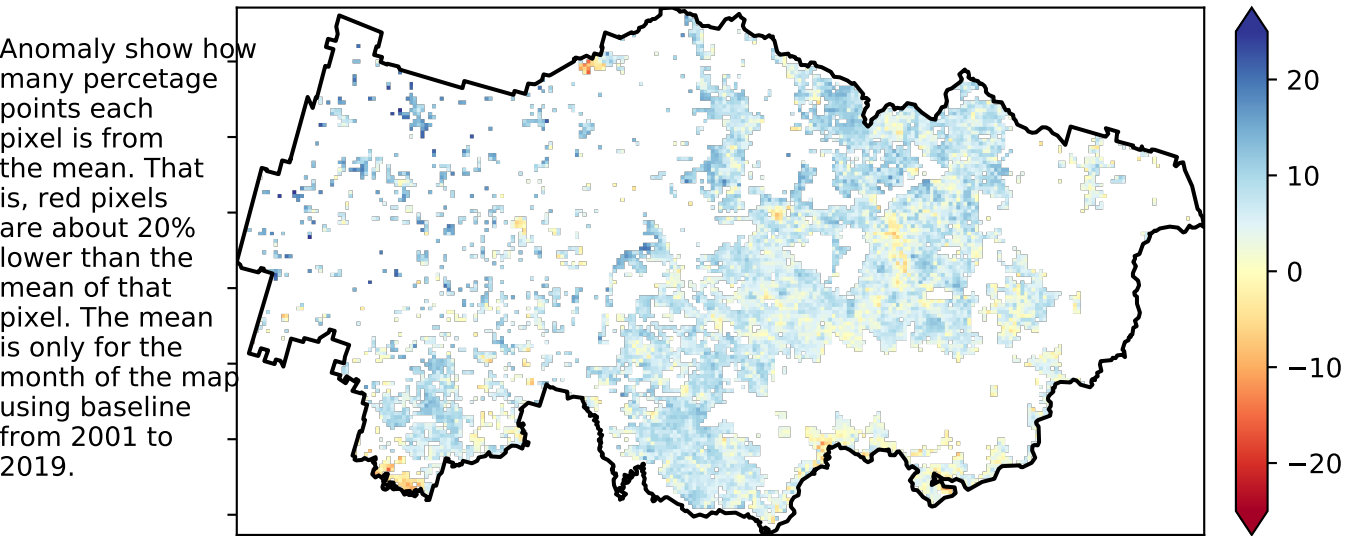 Anomaly show how
many percetage
points each
pixel is from
the mean. That
is, red pixels
are about 20%
lower than the
mean of that
pixel. The mean
is only for the
month of the map
using baseline
from 2001 to
2019.
20
10
0
−10
−20